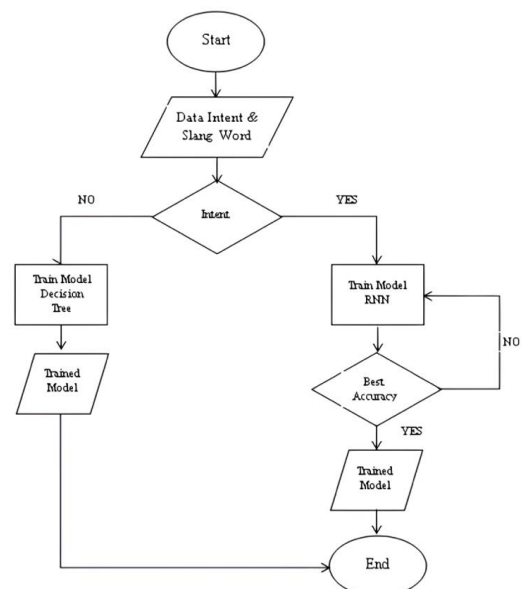 Start
Data Intent &
Slang Word
NO
Intent
YES
Train Model
Decision
Tree
Train Model
RNN
NO
Trained
Model
Best
Accuracy
YES
Trained
Model
End